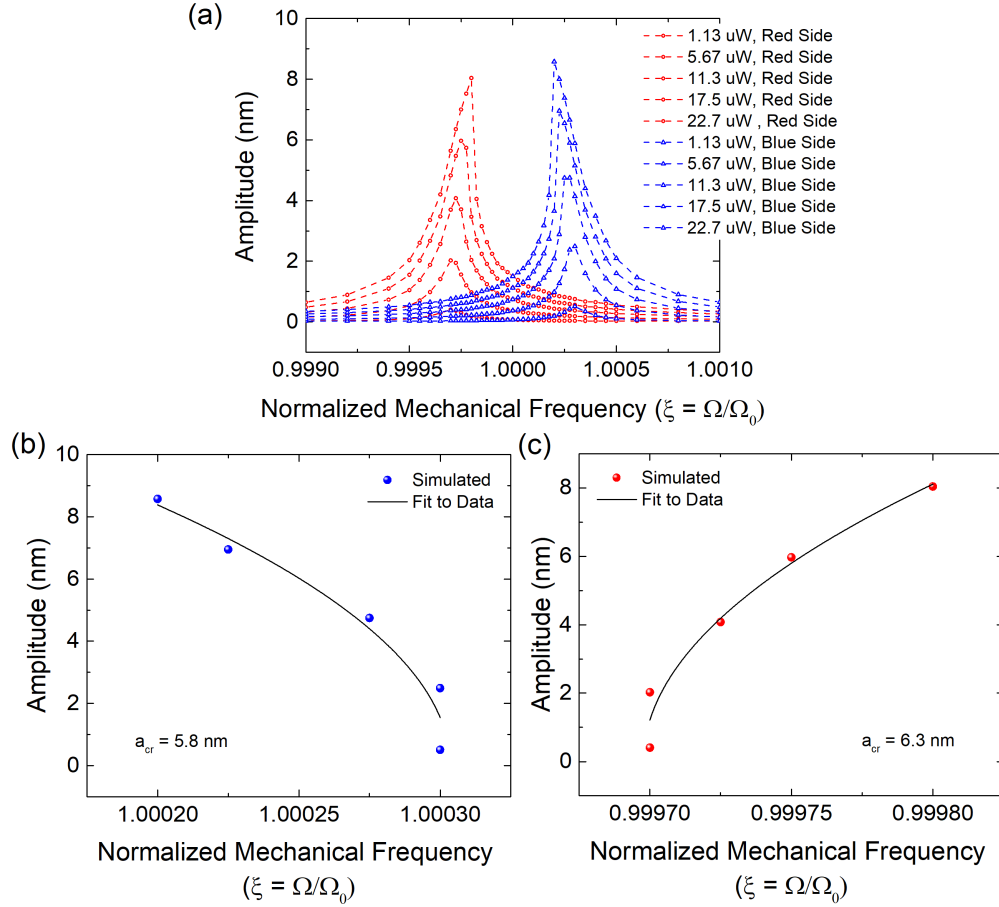 (a)
10
8
6
4
2
0
Amplitude (nm)
0.9990
0.9995
1.0000
1.0005
1.0010
Normalized Mechanical Frequency (ξ = Ω/Ω₀)
1.13 uW, Red Side
5.67 uW, Red Side
11.3 uW, Red Side
17.5 uW, Red Side
22.7 uW , Red Side
1.13 uW, Blue Side
5.67 uW, Blue Side
11.3 uW, Blue Side
17.5 uW, Blue Side
22.7 uW, Blue Side
(b)
10
8
6
4
2
0
Amplitude (nm)
Simulated
Fit to Data
a_cr = 5.8 nm
1.00020
1.00025
1.00030
Normalized Mechanical Frequency
(ξ = Ω/Ω₀)
(c)
8
6
4
2
0
Amplitude (nm)
Simulated
Fit to Data
a_cr = 6.3 nm
0.99970
0.99975
0.99980
Normalized Mechanical Frequency
(ξ = Ω/Ω₀)